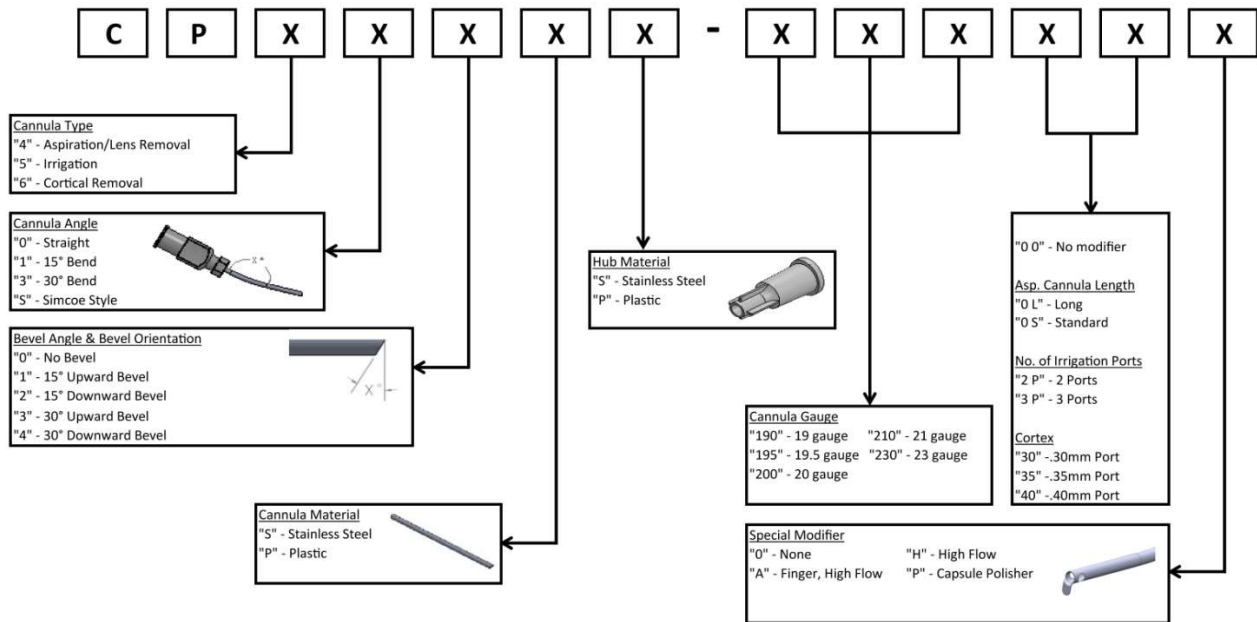 C P X X X X X - X X X X X X
Cannula Type
"4" - Aspiration/Lens Removal
"5" - Irrigation
"6" - Cortical Removal
Cannula Angle
"0" - Straight
"1" - 15° Bend
"3" - 30° Bend
"S" - Simcoe Style
X°
Bevel Angle & Bevel Orientation
"0" - No Bevel
"1" - 15° Upward Bevel
"2" - 15° Downward Bevel
"3" - 30° Upward Bevel
"4" - 30° Downward Bevel
X°
Cannula Material
"S" - Stainless Steel
"P" - Plastic
Hub Material
"S" - Stainless Steel
"P" - Plastic
Cannula Gauge
"190" - 19 gauge "210" - 21 gauge
"195" - 19.5 gauge "230" - 23 gauge
"200" - 20 gauge
"0 0" - No modifier
Asp. Cannula Length
"0 L" - Long
"0 S" - Standard
No. of Irrigation Ports
"2 P" - 2 Ports
"3 P" - 3 Ports
Cortex
"30" -.30mm Port
"35" -.35mm Port
"40" -.40mm Port
Special Modifier
"0" - None "H" - High Flow
"A" - Finger, High Flow "P" - Capsule Polisher